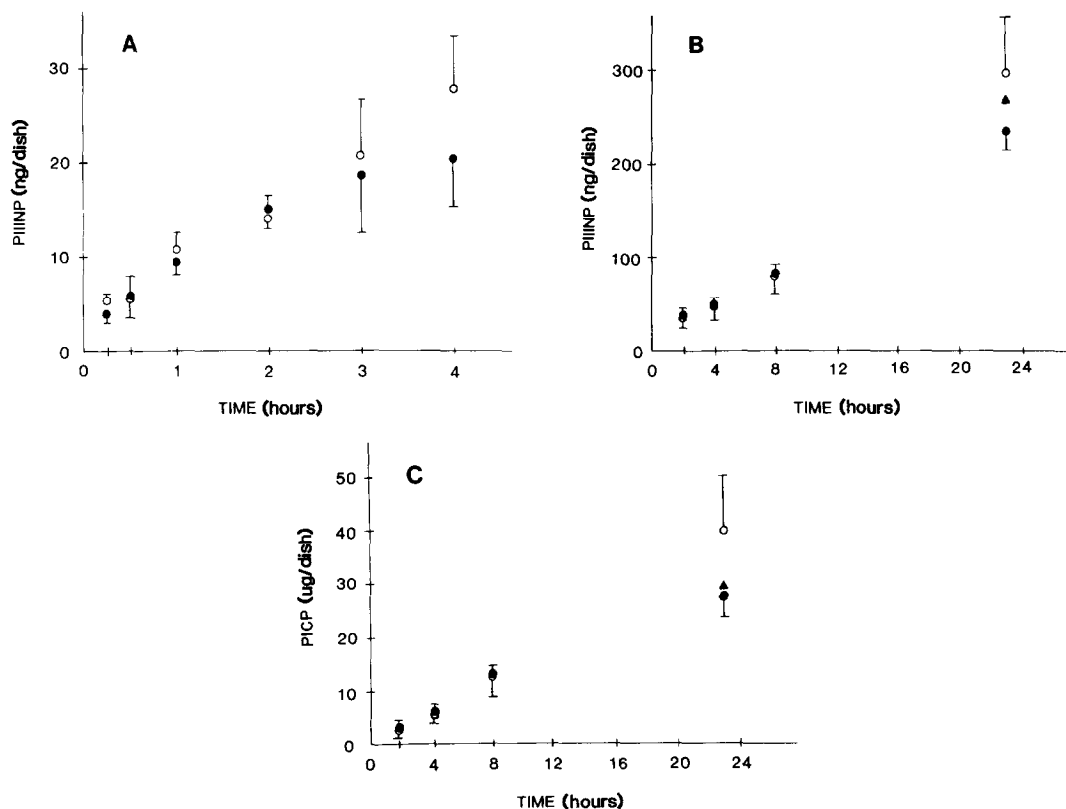 A
PIIINP (ng/dish)
30
20
10
0
0 1 2 3 4
TIME (hours)
B
PIIINP (ng/dish)
300
200
100
0
0 4 8 12 16 20 24
TIME (hours)
C
PICP (ug/dish)
50
40
30
20
10
0
0 4 8 12 16 20 24
TIME (hours)